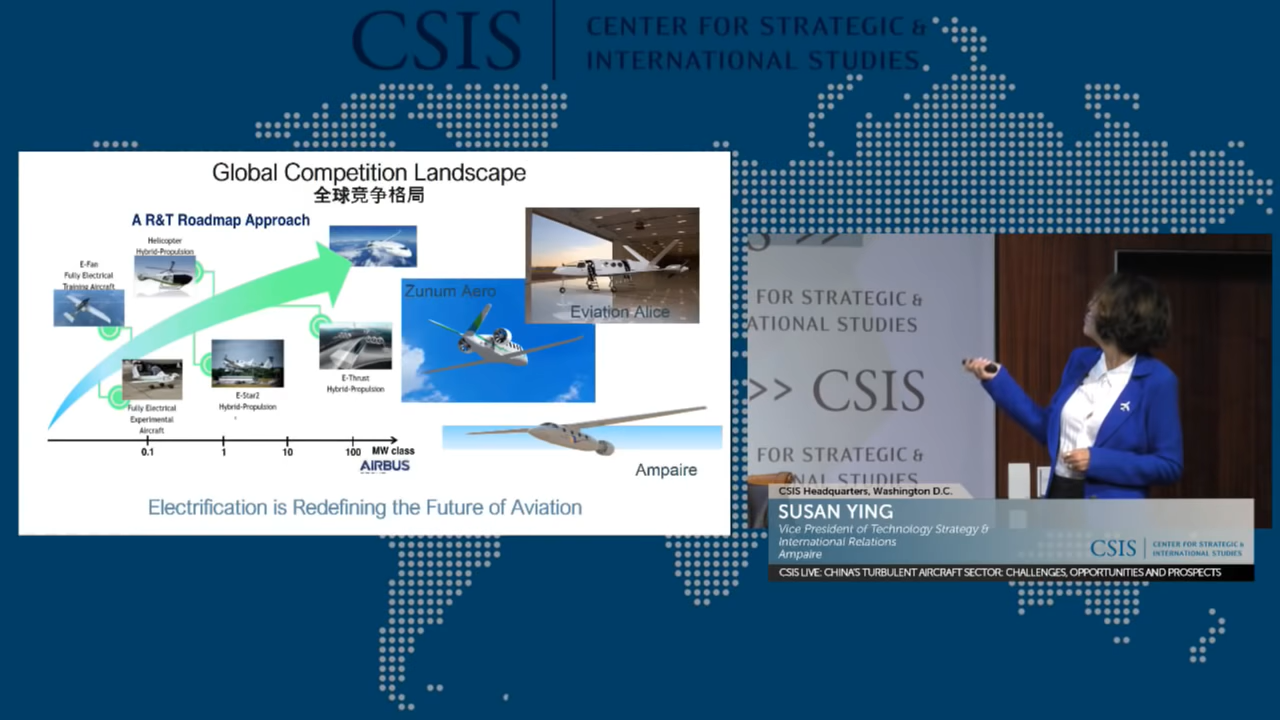 CSIS
CENTER FOR STRATEGIC &
INTERNATIONAL STUDIES
Global Competition Landscape
全球竞争格局
A R&T Roadmap Approach
Helicopter
Hybrid-Propulsion
E-Fan
Fully Electrical
Training Aircraft
Zunum Aero
Eviation Alice
E-Thrust
Hybrid-Propulsion
E-Star2
Hybrid-Propulsion
Fully Electrical
Experimental
Aircraft
0.1 1 10 100 MW class
AIRBUS
Ampaire
Electrification is Redefining the Future of Aviation
S >>
FOR STRATEGIC &
ATIONAL STUDIES
>> CSIS
FOR STRATEGIC &
NAL STUDIES
CSIS Headquarters, Washington D.C.
SUSAN YING
Vice President of Technology Strategy &
International Relations
Ampaire
CSIS
CENTER FOR STRATEGIC &
INTERNATIONAL STUDIES
CSIS LIVE: CHINA'S TURBULENT AIRCRAFT SECTOR: CHALLENGES, OPPORTUNITIES AND PROSPECTS